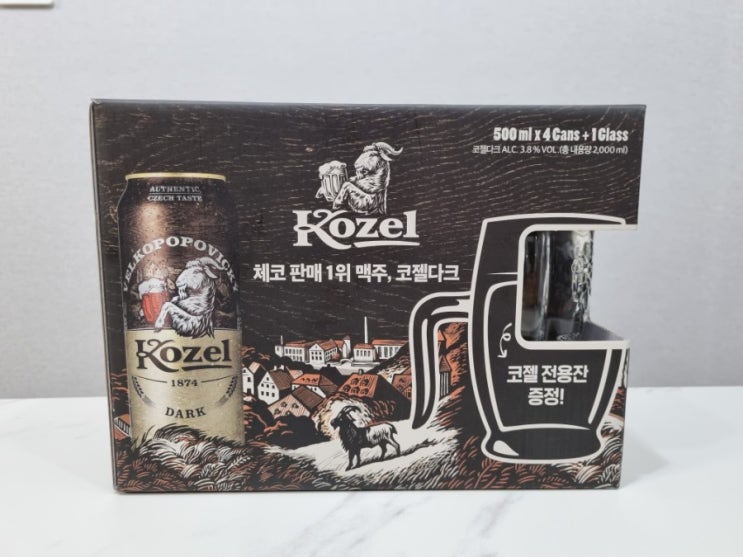 500 ml x 4 Cans + 1 Glass
코젤다크 ALC. 3.8 % VOL. (총 내용량 2,000 ml)
Kozel
체코 판매 1위 맥주, 코젤다크
AUTHENTIC
CZECH TASTE
VELKOPOPOVICKÝ
Kozel
1874
DARK
코젤 전용잔
증정!